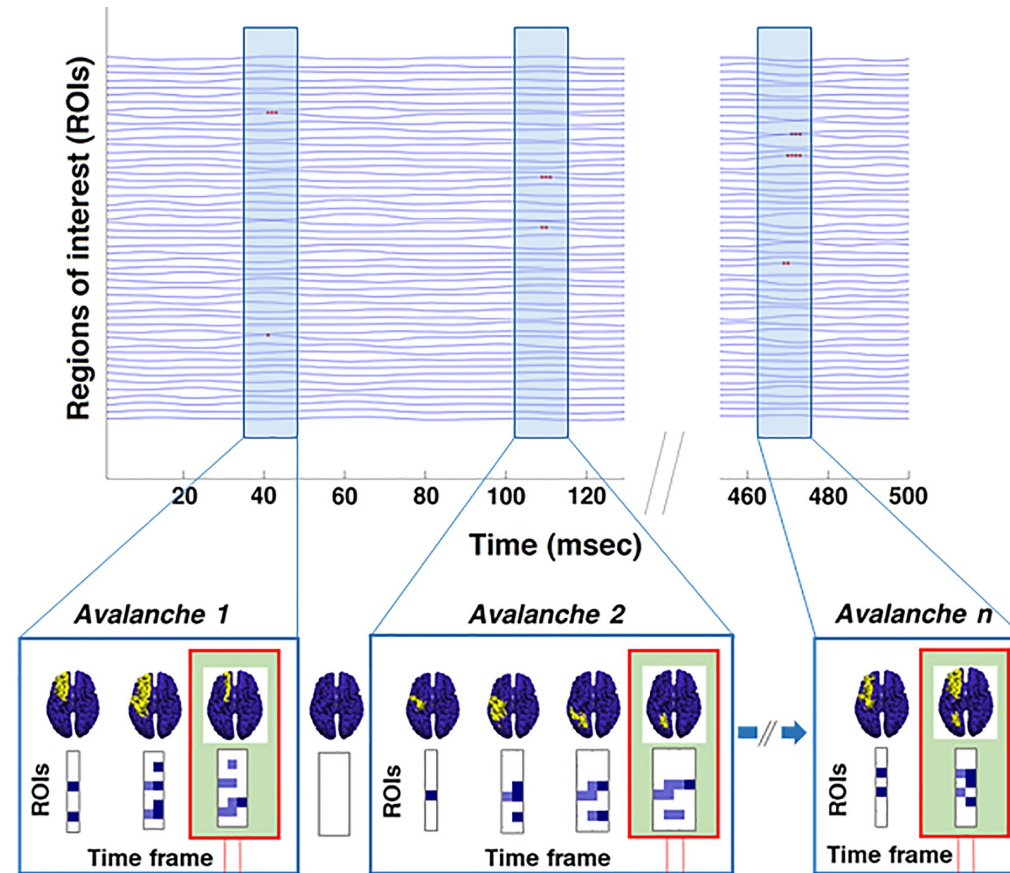 Regions of interest (ROIs)
20 40 60 80 100 120 460 480 500
Time (msec)
Avalanche 1 Avalanche 2 Avalanche n
ROIs ROIs ROIs
Time frame Time frame Time frame